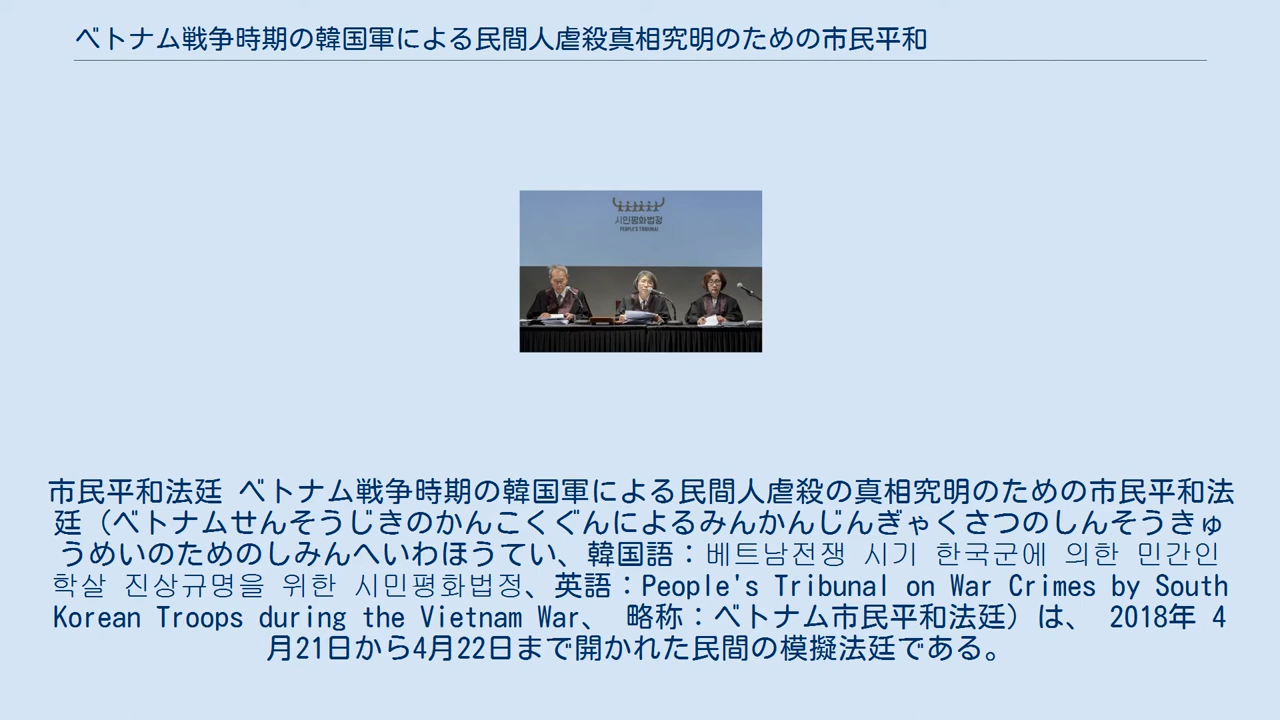 ベトナム戦争時期の韓国軍による民間人虐殺真相究明のための市民平和
시민평화법정
PEOPLE'S TRIBUNAL
市民平和法廷 ベトナム戦争時期の韓国軍による民間人虐殺の真相究明のための市民平和法
廷（ベトナムせんそうじきのかんこくぐんによるみんかんじんぎゃくさつのしんそうきゅ
うめいのためのしみんへいわほうてい、韓国語：베트남전쟁 시기 한국군에 의한 민간인
학살 진상규명을 위한 시민평화법정、英語：People's Tribunal on War Crimes by South
Korean Troops during the Vietnam War、 略称：ベトナム市民平和法廷）は、 2018年 4
月21日から4月22日まで開かれた民間の模擬法廷である。